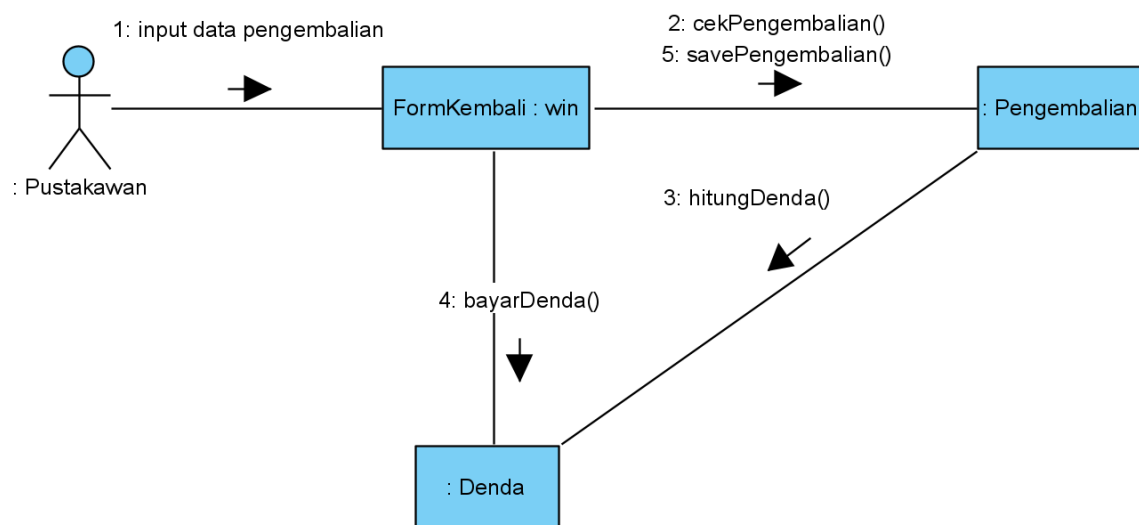 1: input data pengembalian
2: cekPengembalian()
5: savePengembalian()
FormKembali : win
: Pengembalian
: Pustakawan
3: hitungDenda()
4: bayarDenda()
: Denda